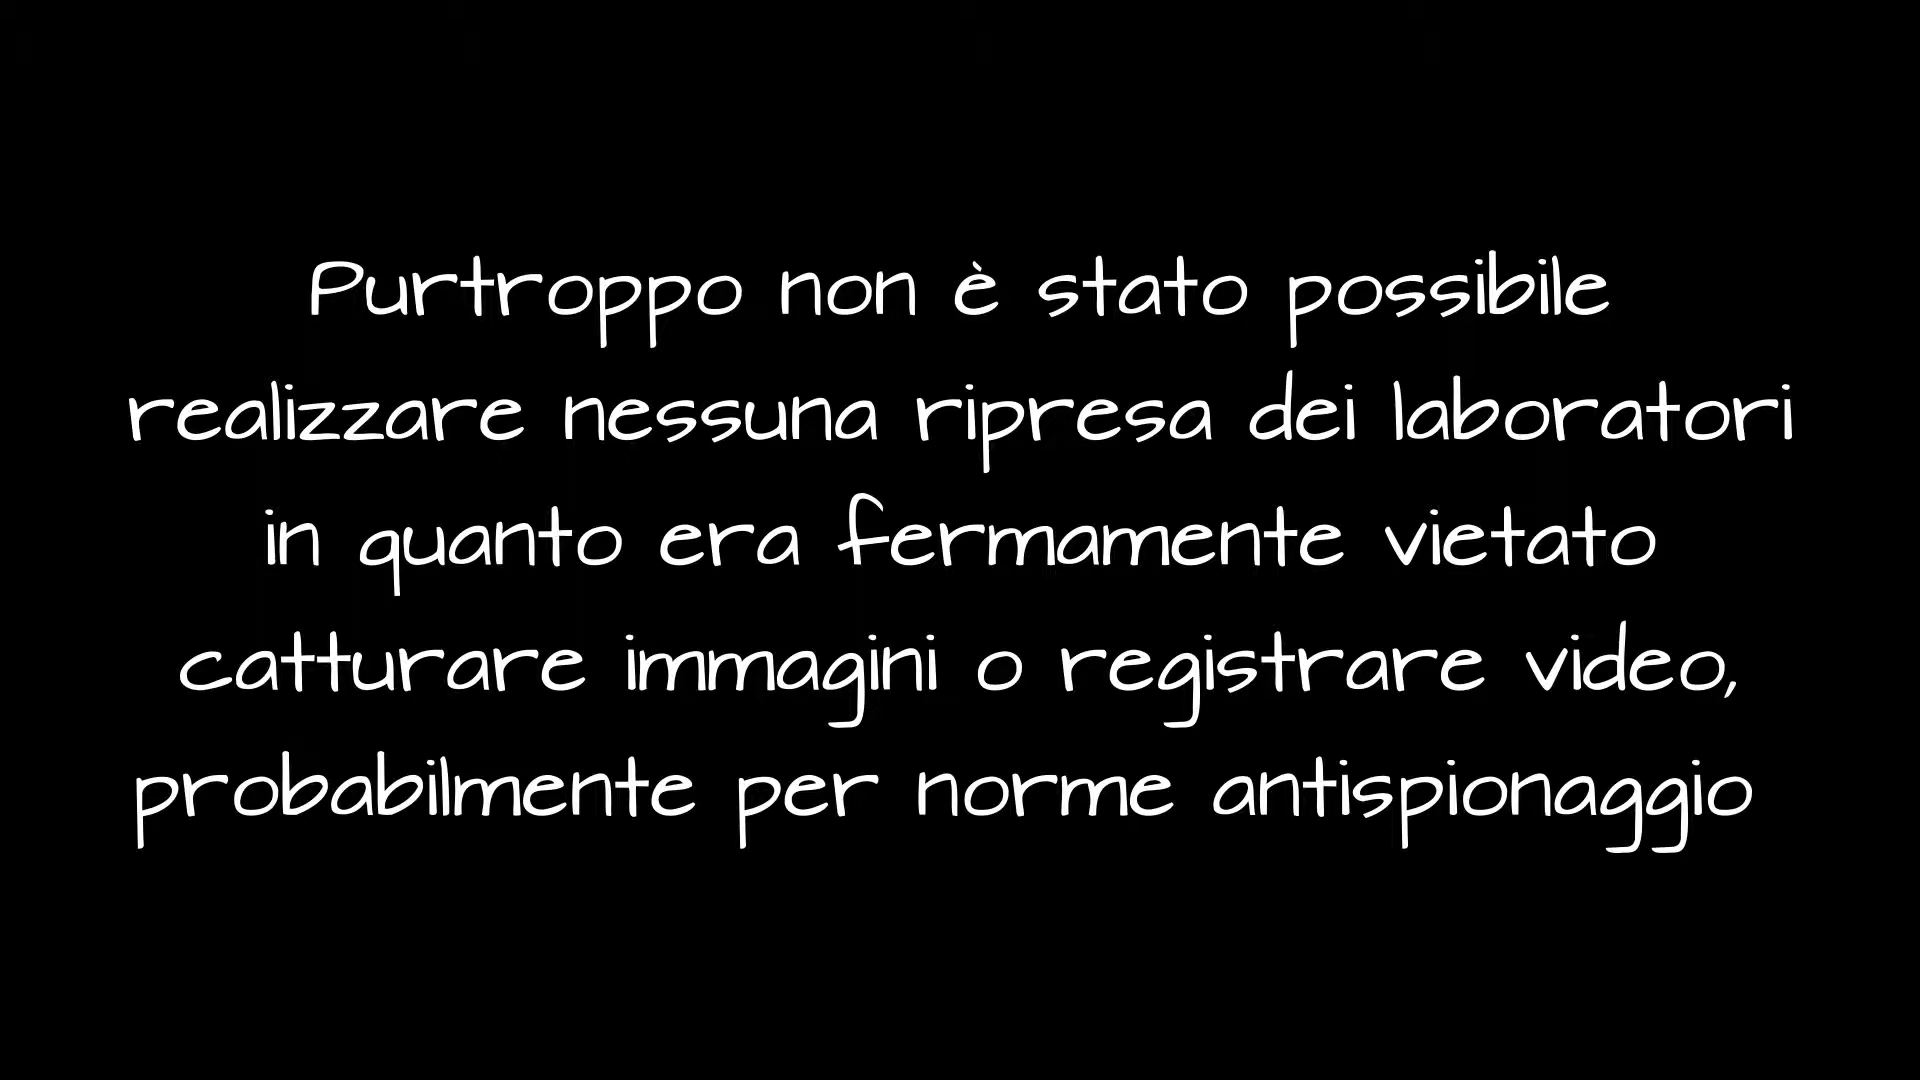 Purtroppo non è stato possibile
realizzare nessuna ripresa dei laboratori
in quanto era fermamente vietato
catturare immagini o registrare video,
probabilmente per norme antispionaggio